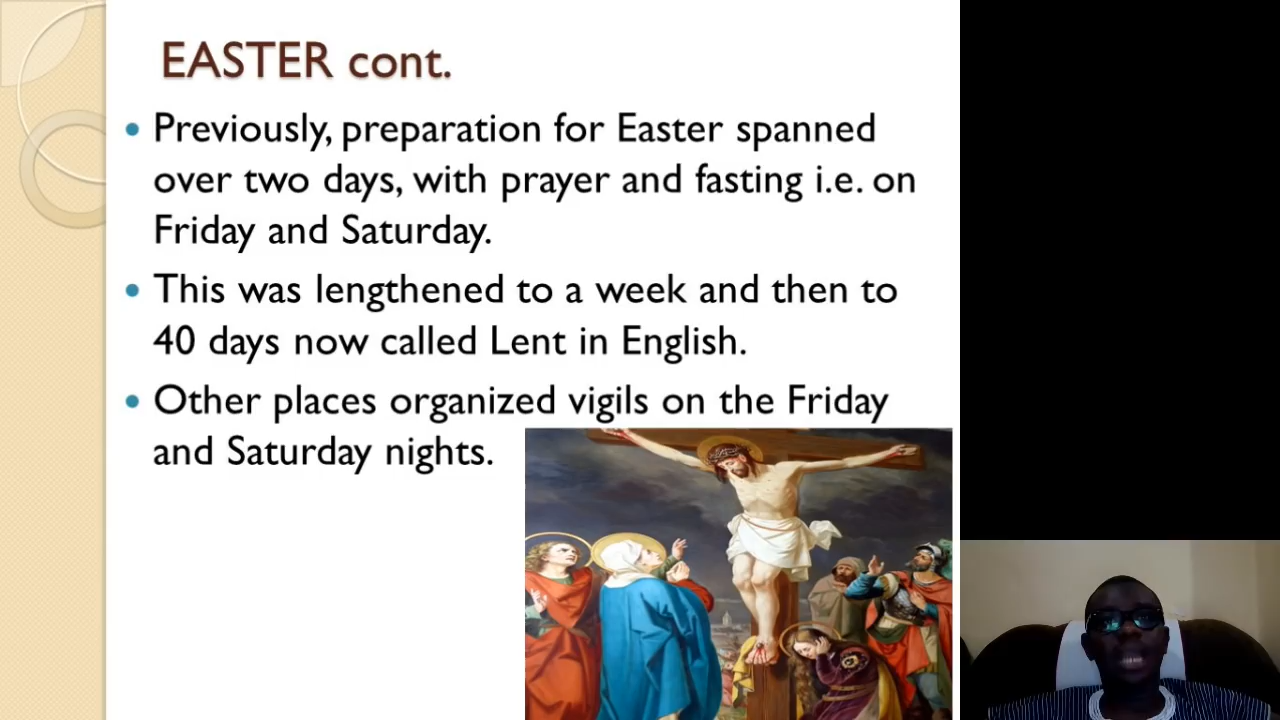 EASTER cont.
Previously, preparation for Easter spanned
over two days, with prayer and fasting i.e. on
Friday and Saturday.
This was lengthened to a week and then to
40 days now called Lent in English.
Other places organized vigils on the Friday
and Saturday nights.